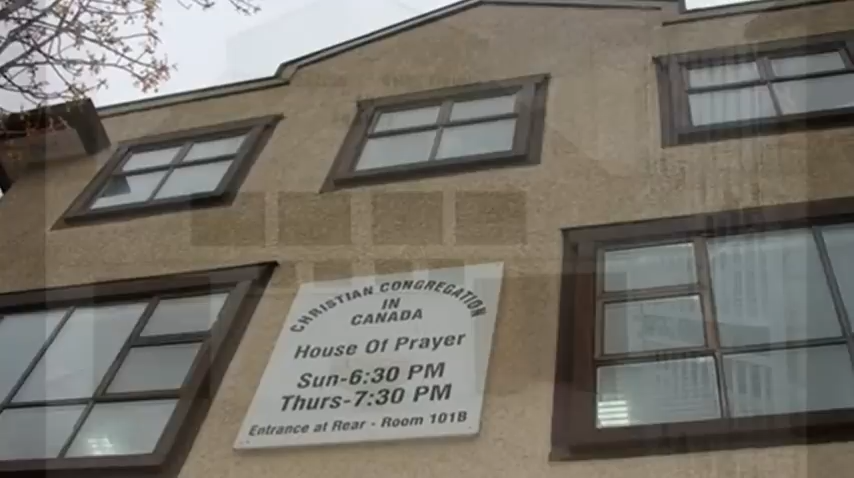 CHRISTIAN CONGREGATION
IN
CANADA
House Of Prayer
Sun-6:30 PM
Thurs-7:30 PM
Entrance at Rear - Room 101B